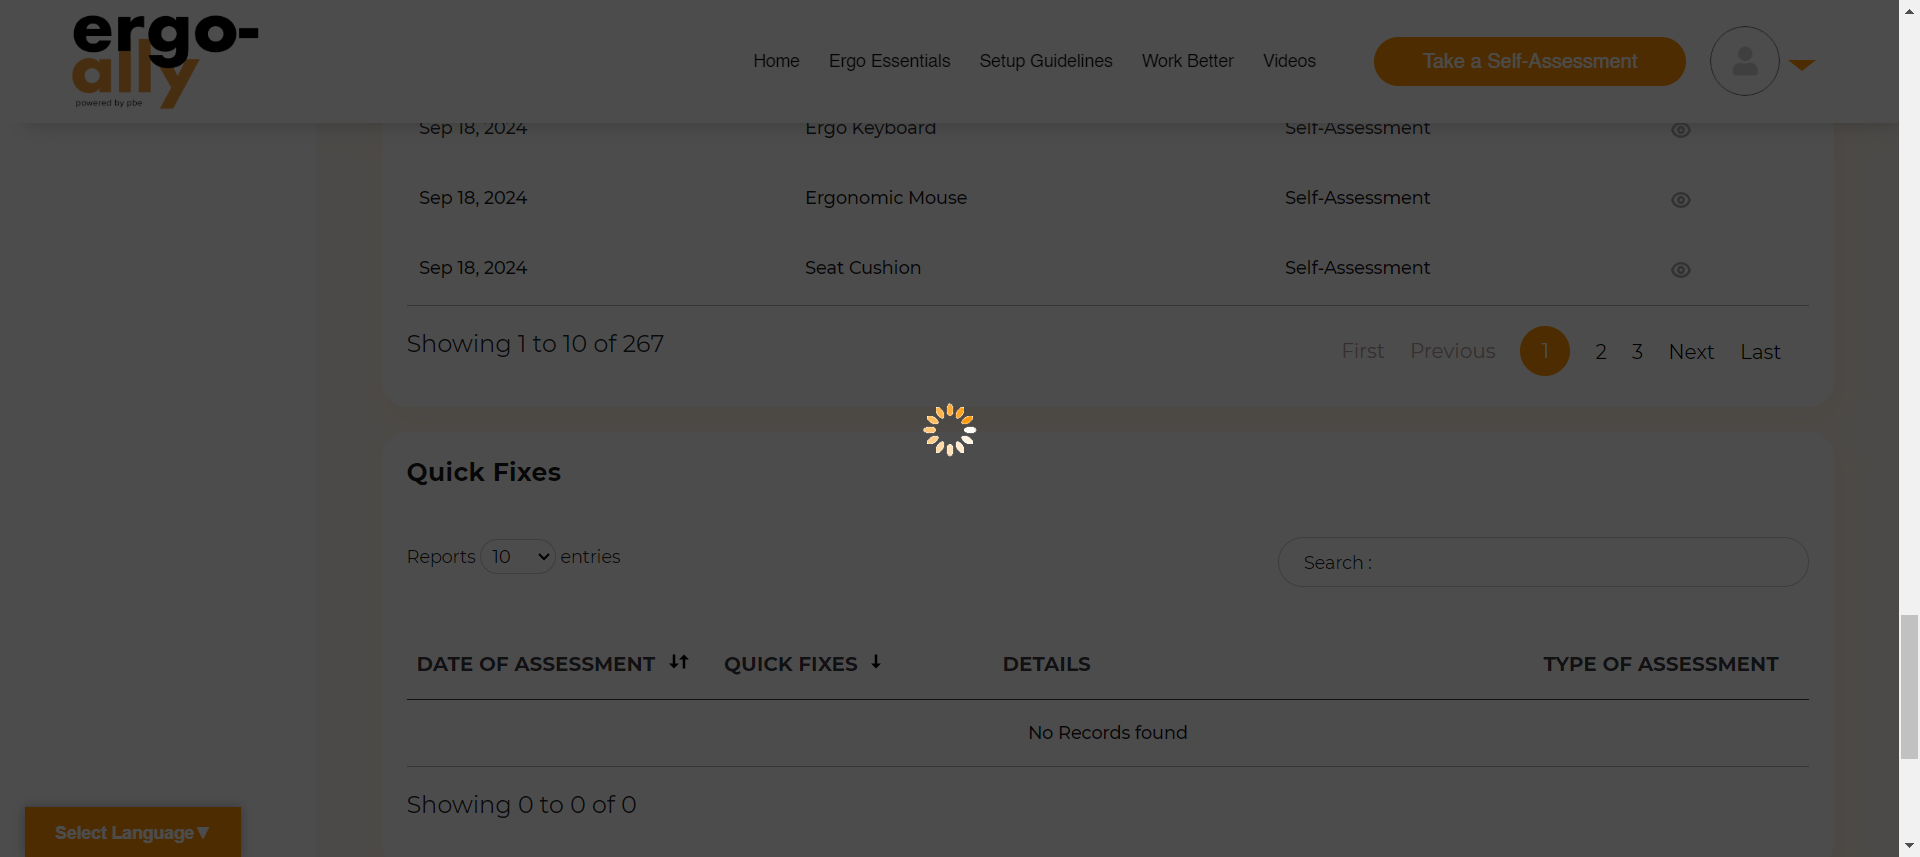 ergo-
ally
powered by pbe
Home Ergo Essentials Setup Guidelines Work Better Videos Take a Self-Assessment
Sep 18, 2024 Ergo Keyboard Self-Assessment
Sep 18, 2024 Ergonomic Mouse Self-Assessment
Sep 18, 2024 Seat Cushion Self-Assessment
Showing 1 to 10 of 267
First Previous 1 2 3 Next Last
Quick Fixes
Reports 10 entries
Search :
DATE OF ASSESSMENT QUICK FIXES DETAILS TYPE OF ASSESSMENT
No Records found
Showing 0 to 0 of 0
Select Language▼